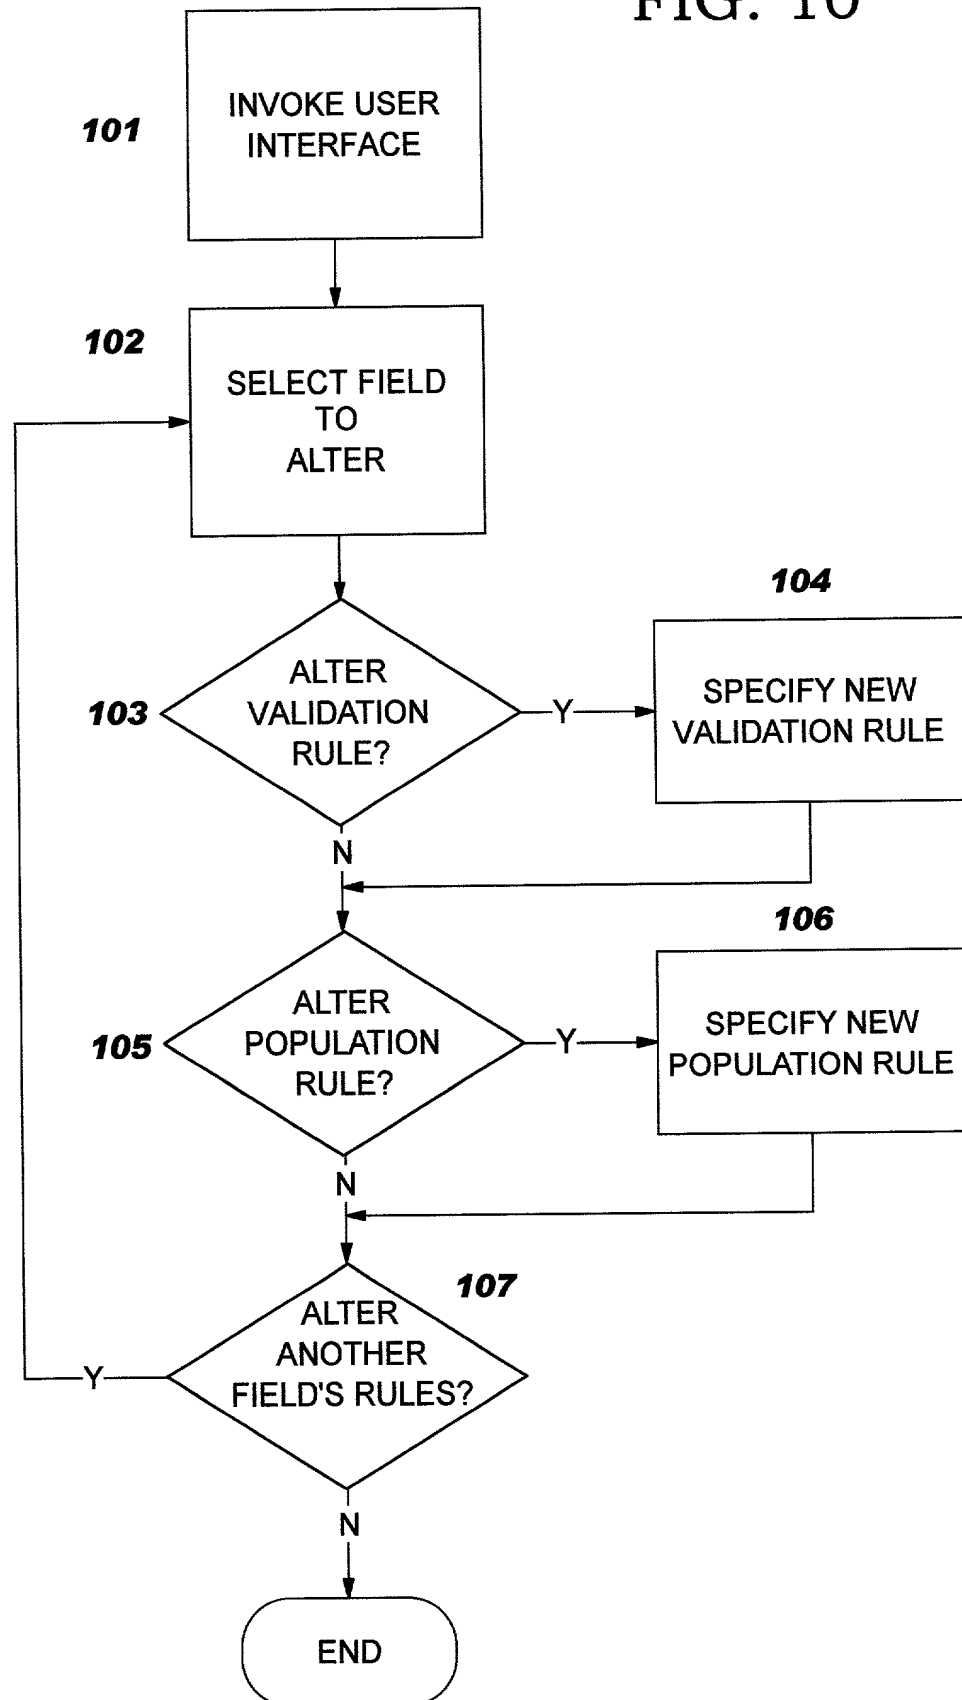 FIG. 10
101
INVOKE USER
INTERFACE
102
SELECT FIELD
TO
ALTER
103
ALTER
VALIDATION
RULE?
Y
104
SPECIFY NEW
VALIDATION RULE
N
105
ALTER
POPULATION
RULE?
Y
106
SPECIFY NEW
POPULATION RULE
N
107
ALTER
ANOTHER
FIELD'S RULES?
Y
N
END